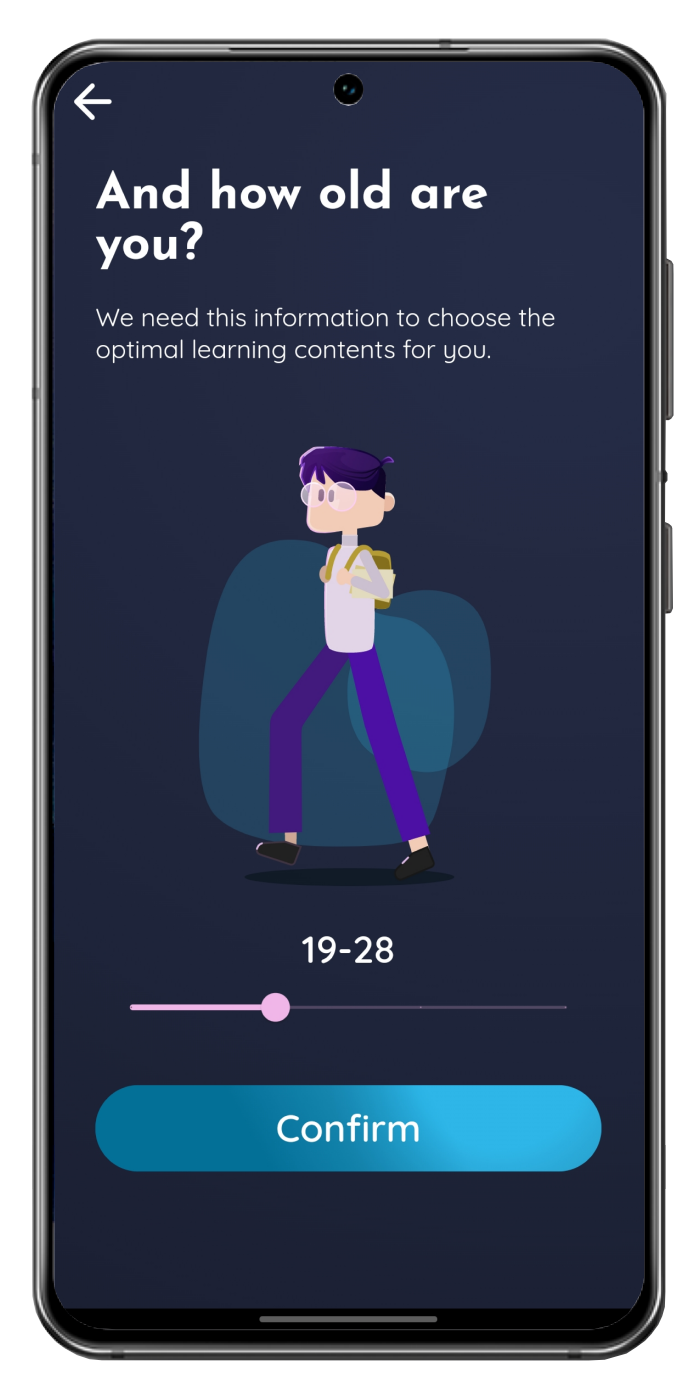 And how old are
you?
We need this information to choose the
optimal learning contents for you.
19-28
Confirm